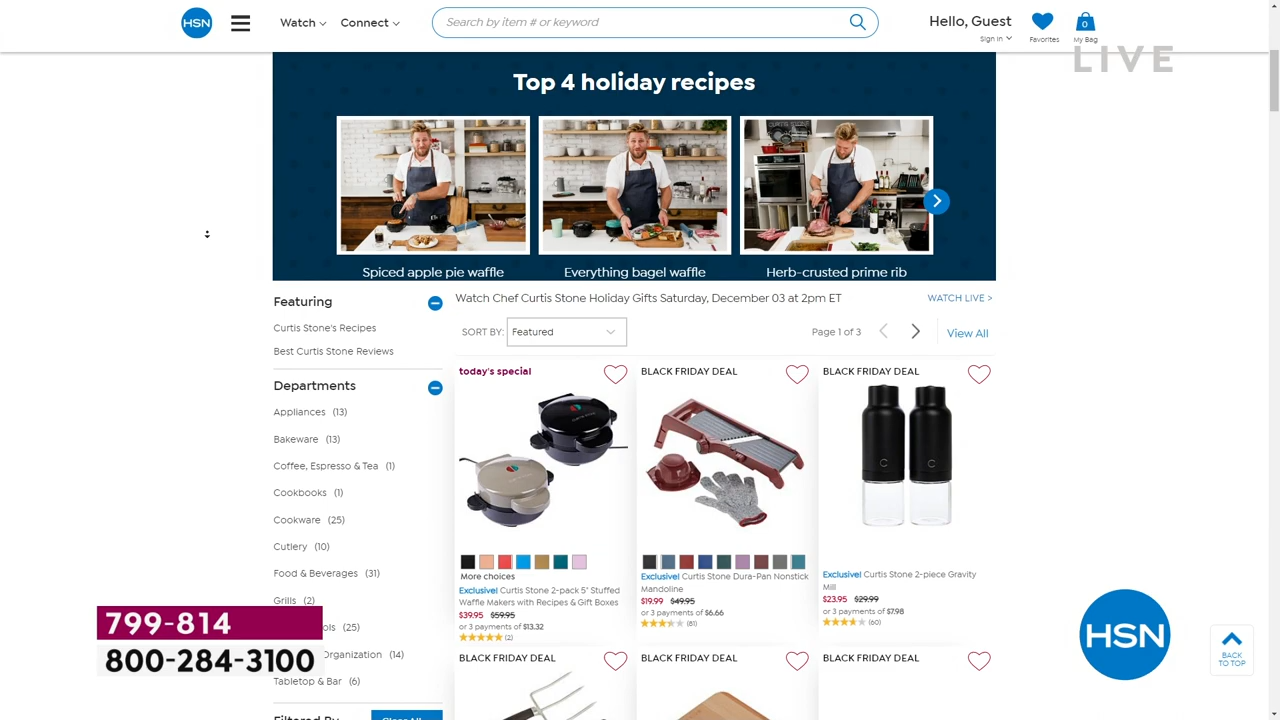 HSN
Watch
Connect
Search by item # or keyword
Hello, Guest
Sign In
Favorites
0
My Bag
LIVE
Top 4 holiday recipes
Spiced apple pie waffle
Everything bagel waffle
Herb-crusted prime rib
Featuring
Curtis Stone's Recipes
Best Curtis Stone Reviews
Departments
Appliances (13)
Bakeware (13)
Coffee, Espresso & Tea (1)
Cookbooks (1)
Cookware (25)
Cutlery (10)
Food & Beverages (31)
Grills (2)
ols (25)
Organization (14)
Tabletop & Bar (6)
Filtered By
Clear All
799-814
800-284-3100
Watch Chef Curtis Stone Holiday Gifts Saturday, December 03 at 2pm ET
WATCH LIVE >
SORT BY: Featured
Page 1 of 3
View All
today's special
More choices
Exclusive! Curtis Stone 2-pack 5" Stuffed
Waffle Makers with Recipes & Gift Boxes
$39.95 $59.95
or 3 payments of $13.32
(2)
BLACK FRIDAY DEAL
Exclusive! Curtis Stone Dura-Pan Nonstick
Mandoline
$19.99 $49.95
or 3 payments of $6.66
(81)
BLACK FRIDAY DEAL
Exclusive! Curtis Stone 2-piece Gravity
Mill
$23.95 $29.99
or 3 payments of $7.98
(60)
BLACK FRIDAY DEAL
BLACK FRIDAY DEAL
BLACK FRIDAY DEAL
HSN
BACK
TO TOP